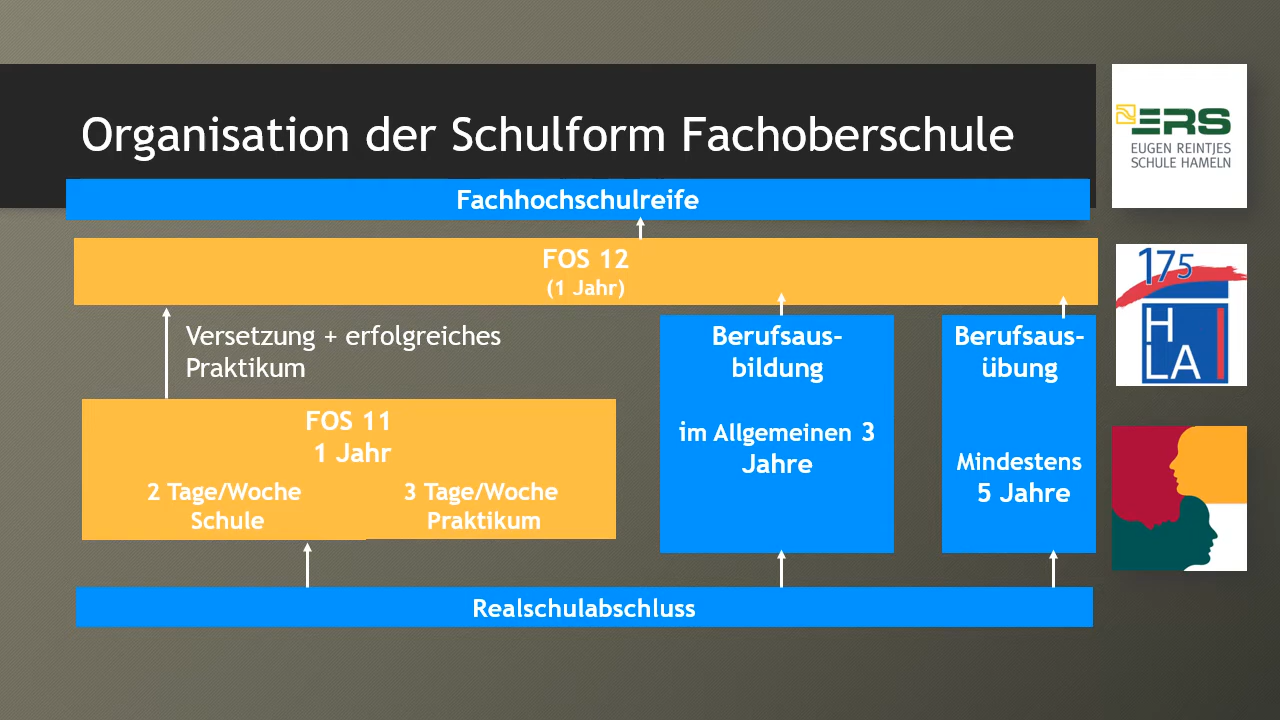 Organisation der Schulform Fachoberschule
Fachhochschulreife
FOS 12
(1 Jahr)
Versetzung + erfolgreiches
Praktikum
FOS 11
1 Jahr
2 Tage/Woche
Schule
3 Tage/Woche
Praktikum
Berufsaus-
bildung
im Allgemeinen 3
Jahre
Berufsaus-
übung
Mindestens
5 Jahre
Realschulabschluss
ERS
EUGEN REINTJES
SCHULE HAMELN
175
H
LA